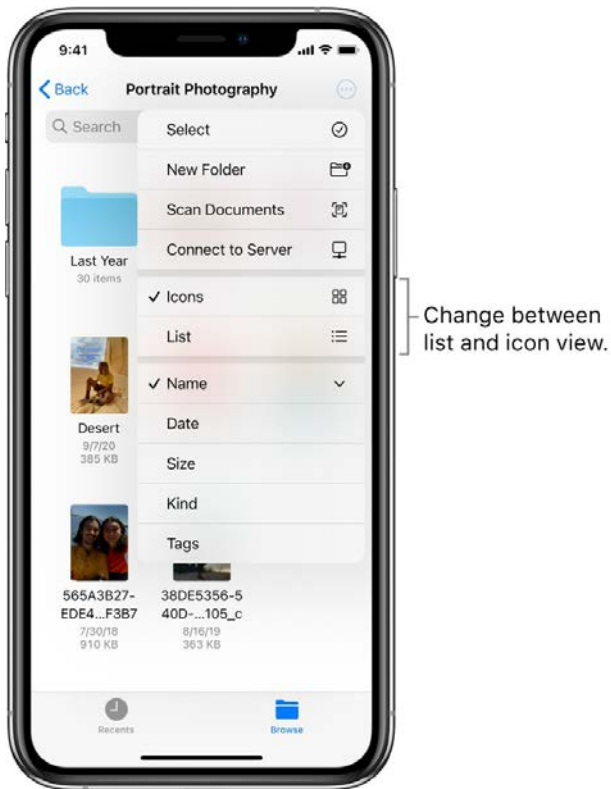 9:41
Back Portrait Photography
Search
Select
New Folder
Scan Documents
Connect to Server
Icons
List
Name
Date
Size
Kind
Tags
Last Year
30 items
Desert
9/7/20
385 KB
565A3B27-
EDE4...F3B7
7/30/18
910 KB
38DE5356-5
40D-...105_c
8/16/19
363 KB
Recents
Browse
Change between
list and icon view.